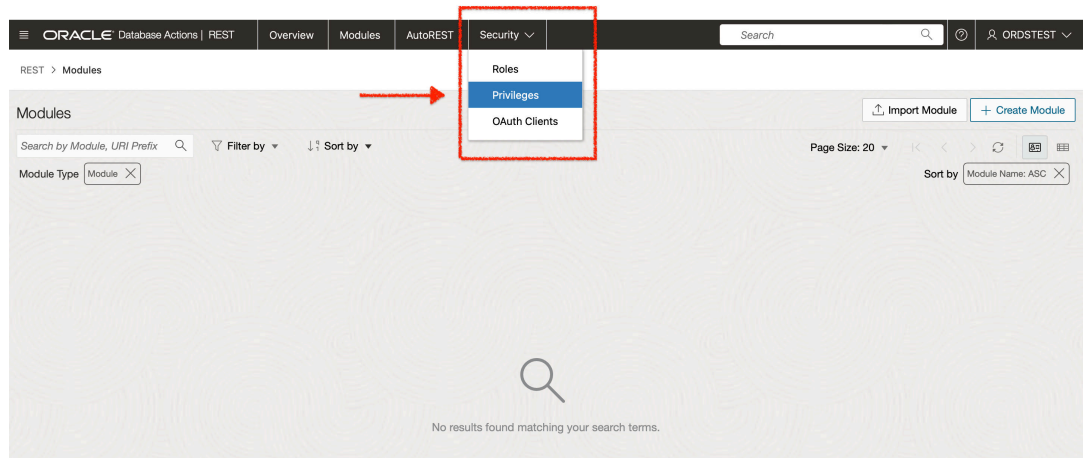 ORACLE Database Actions | REST Overview Modules AutoREST Security Search ORDSTEST
REST > Modules
Roles
Privileges
OAuth Clients
Modules
Import Module
+ Create Module
Search by Module, URI Prefix
Filter by
Sort by
Page Size: 20
Module Type Module
Sort by Module Name: ASC
No results found matching your search terms.